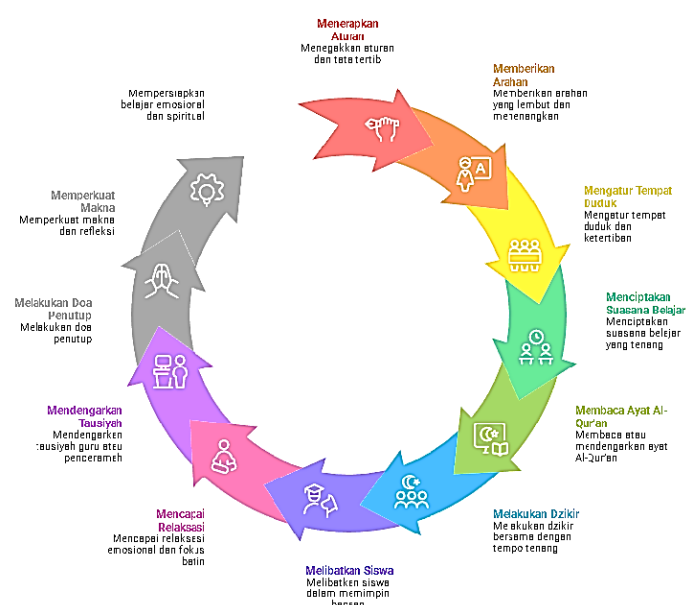 Menerapkan
Aturan
Menegakkan aturan
dan tata tertib
Memberikan
Arahan
Memberikan arahan
yang lembut dan
menenangkan
Mengatur Tempat
Duduk
Mengatur tempat
duduk dan
ketertiban
Menciptakan
Suasana Belajar
Menciptakan
suasana belajar
yang tenang
Membaca Ayat Al-
Qur'an
Membaca atau
mendengarkan ayat
Al-Qur'an
Melakukan Dzikir
Melakukan dzikir
bersama dengan
tempo tenang
Melibatkan Siswa
Melibatkan siswa
dalam memimpin
bacaan
Mencapai
Relaksasi
Mencapai relaksasi
emosional dan fokus
batin
Mendengarkan
Tausiyah
Mendengarkan
tausiyah guru atau
penceramah
Melakukan Doa
Penutup
Melakukan doa
penutup
Memperkuat
Makna
Memperkuat makna
dan refleksi
Mempersiapkan
belajar emosional
dan spiritual
A